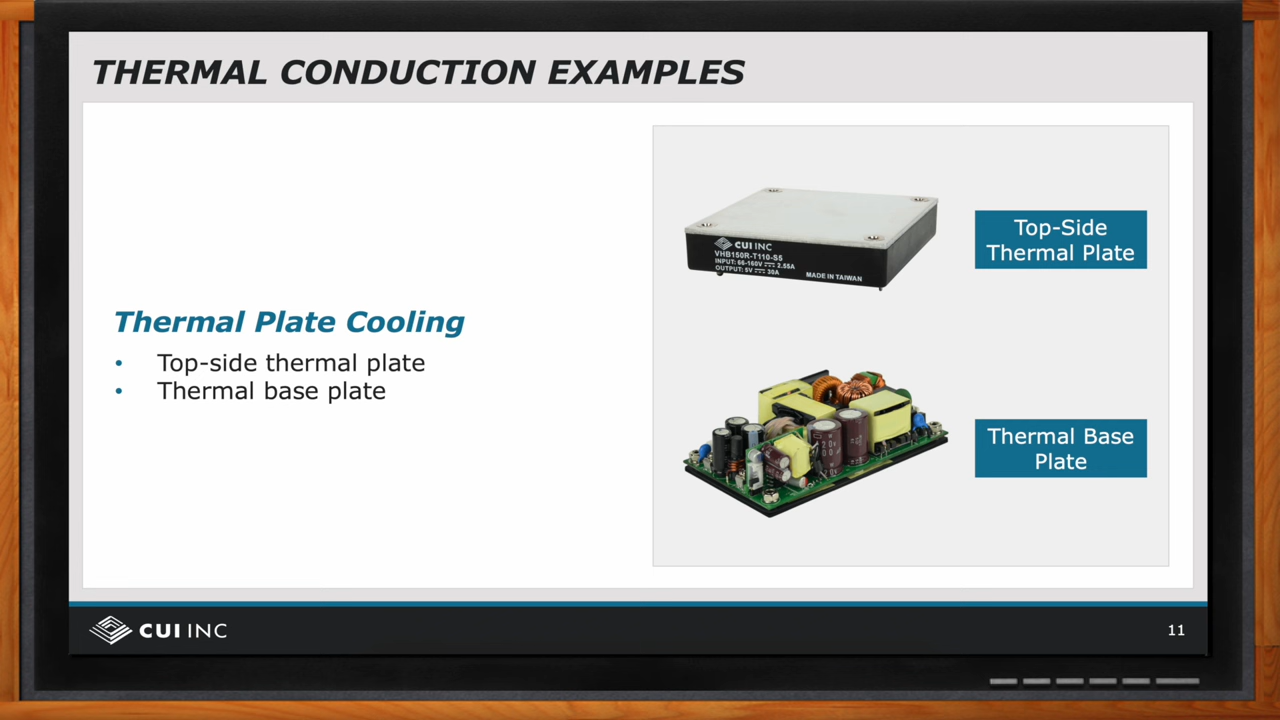 THERMAL CONDUCTION EXAMPLES
Thermal Plate Cooling
• Top-side thermal plate
• Thermal base plate
CUI INC
VHB150R-T110-S5
INPUT: 65-160V ⎓ 2.55A
OUTPUT: 5V ⎓ 30A
MADE IN TAIWAN
Top-Side
Thermal Plate
Thermal Base
Plate
CUI INC
11